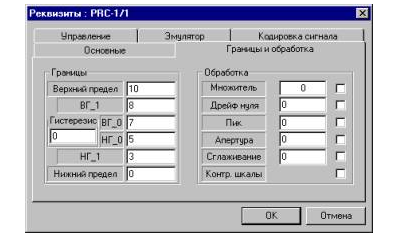 Реквизиты : PRC-1/1
Управление Эмулятор Кодировка сигнала
Основные Границы и обработка
Границы
Верхний предел 10
ВГ_1 8
Гистерезис ВГ_0 7
0 НГ_0 5
НГ_1 3
Нижний предел 0
Обработка
Множитель 0
Дрейф нуля 0
Пик 0
Апертура 0
Сглаживание 0
Контр. шкалы
OK Отмена